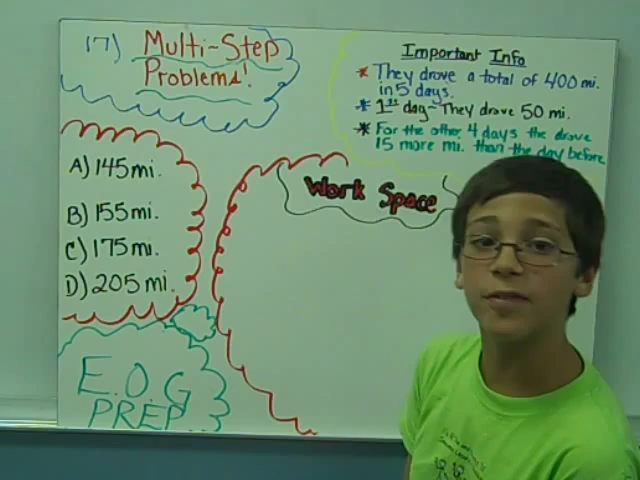 17) Multi-Step
Problems!
Important Info
* They drove a total of 400 mi.
in 5 days.
* 1st day- They drove 50 mi.
* For the other 4 days the drove
15 more mi. than the day before
A) 145 mi.
B) 155 mi.
C) 175 mi.
D) 205 mi.
Work Space
E.O.G
PREP